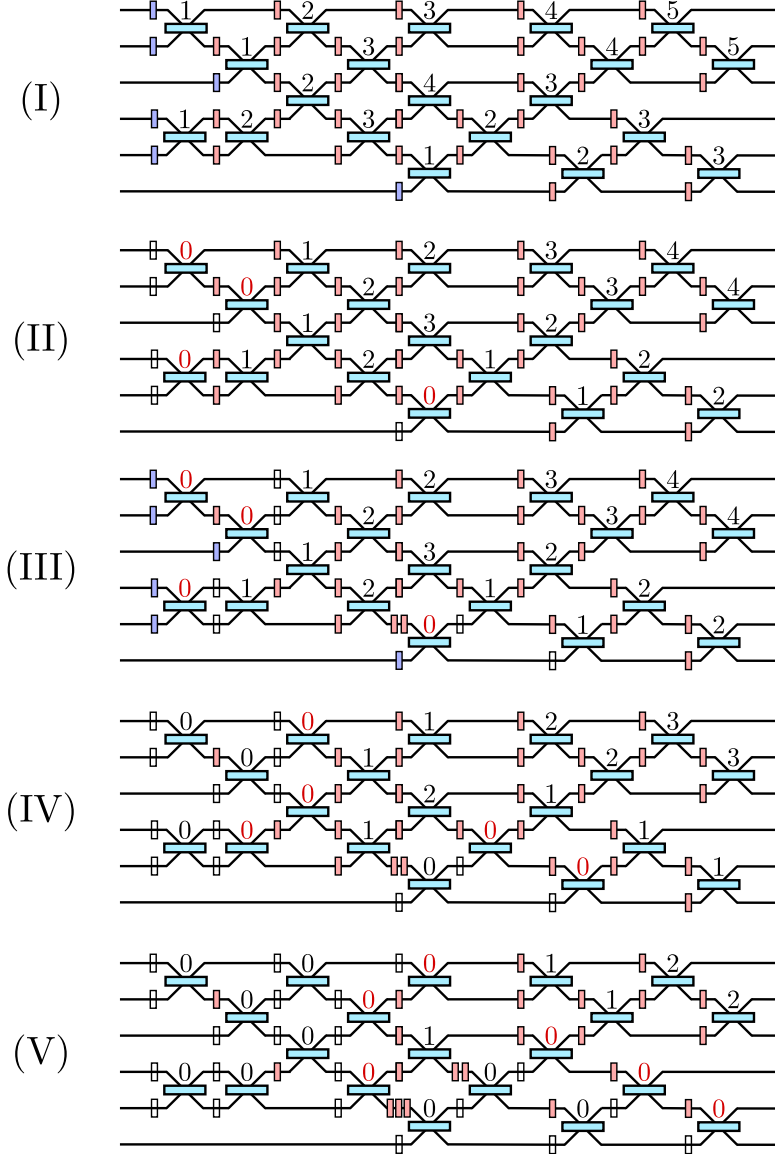 1 2 3 4 5
1 3 4 5
(I) 2 4 3
1 2 3 2 3
1 2 3
0 1 2 3 4
0 2 3 4
(II) 1 3 2
0 1 2 1 2
0 1 2
0 1 2 3 4
0 2 3 4
(III) 1 3 2
0 1 2 1 2
0 1 2
0 0 1 2 3
0 1 2 3
(IV) 0 2 1
0 0 1 0 1
0 0 1
0 0 0 1 2
0 0 1 2
(V) 0 1 0
0 0 0 0 0
0 0 0